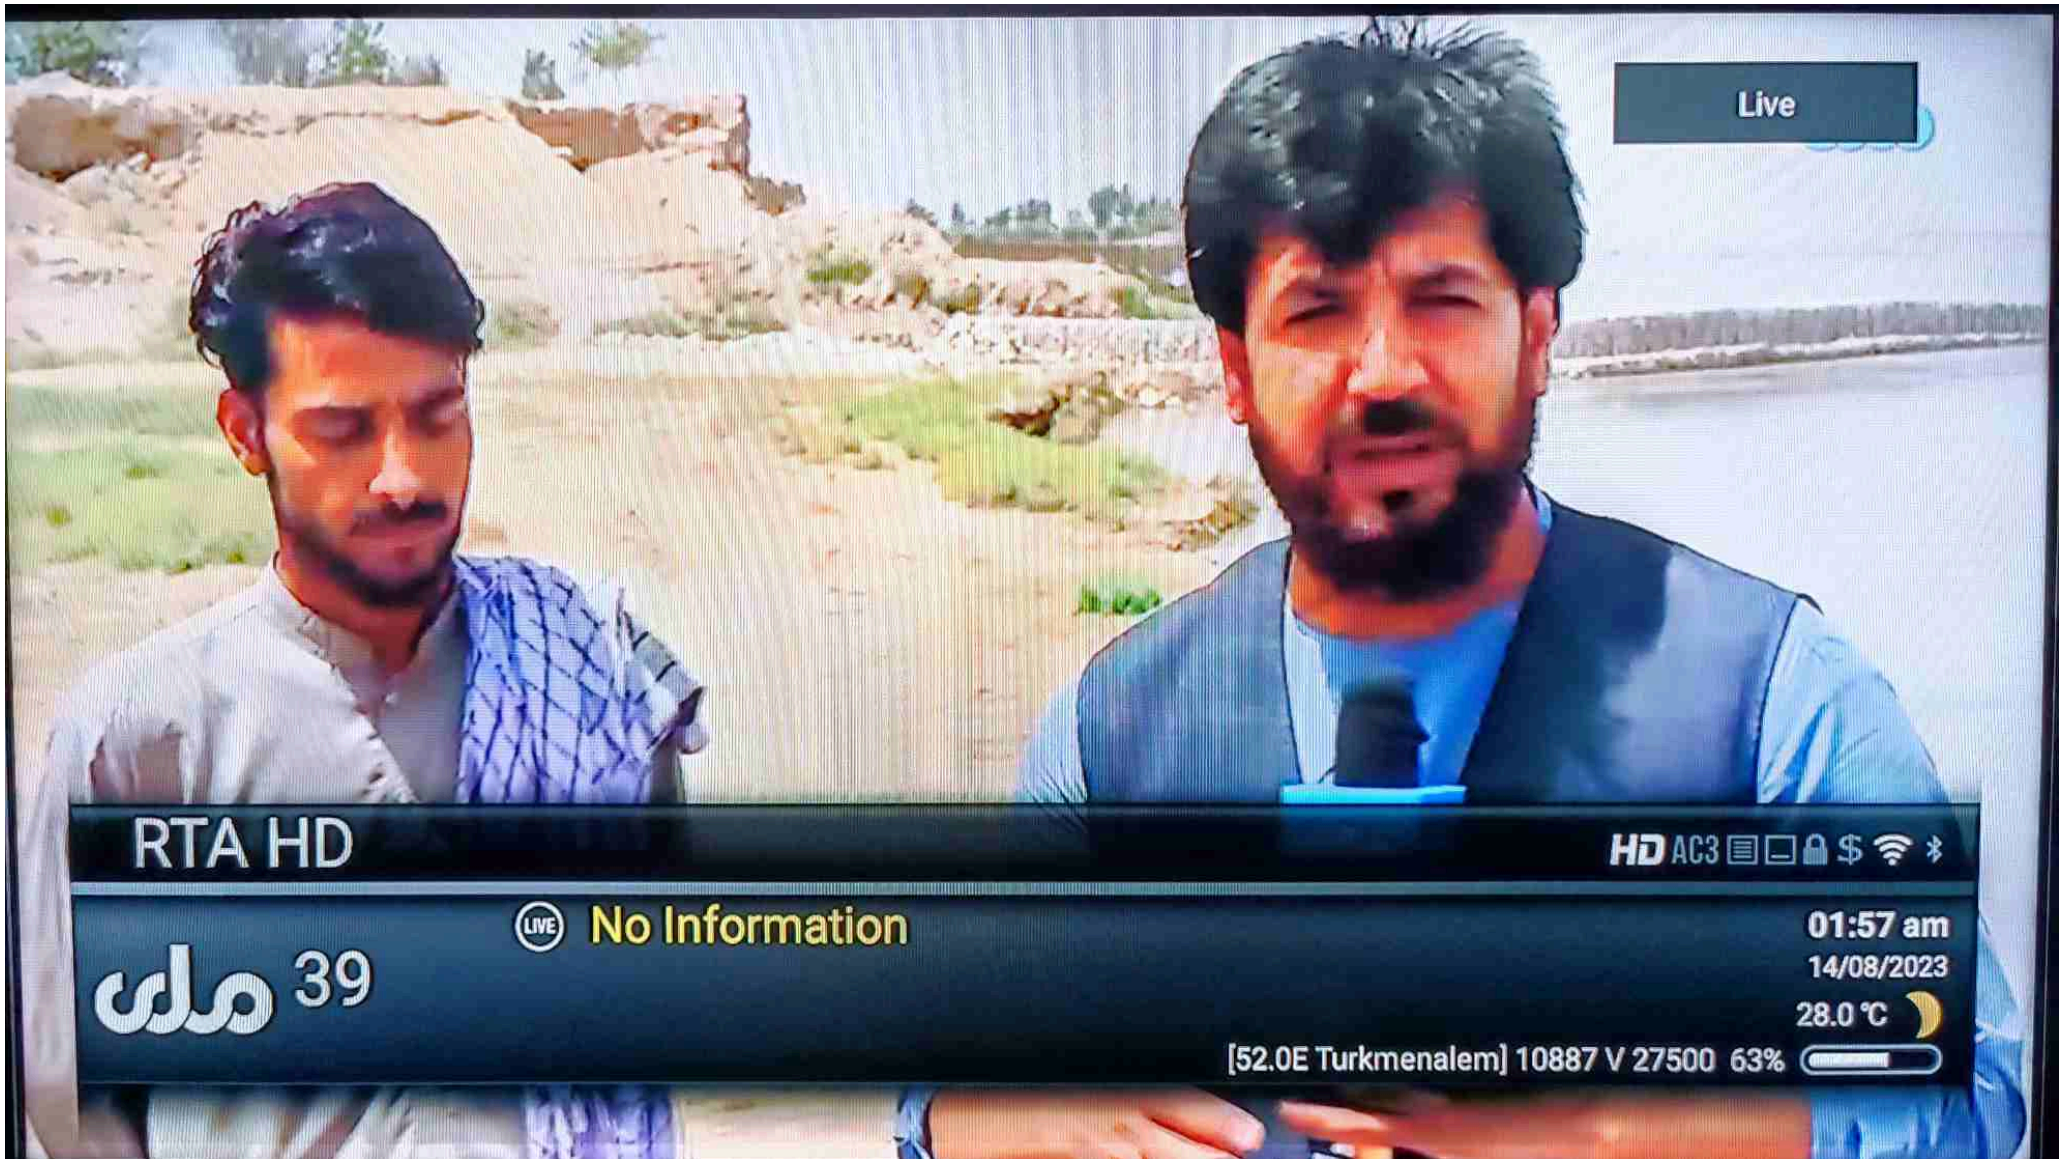 Live
RTA HD
HD AC3 $
LIVE No Information
ملی 39
01:57 am
14/08/2023
28.0 °C
[52.0E Turkmenalem] 10887 V 27500 63%